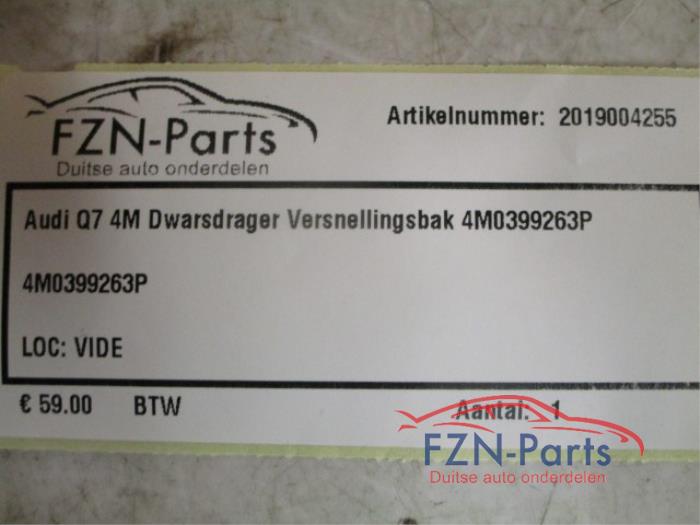 FZN-Parts
Duitse auto onderdelen
Artikelnummer: 2019004255
Audi Q7 4M Dwarsdrager Versnellingsbak 4M0399263P
4M0399263P
LOC: VIDE
€ 59.00 BTW Aantal: 1
FZN-Parts
Duitse auto onderdelen